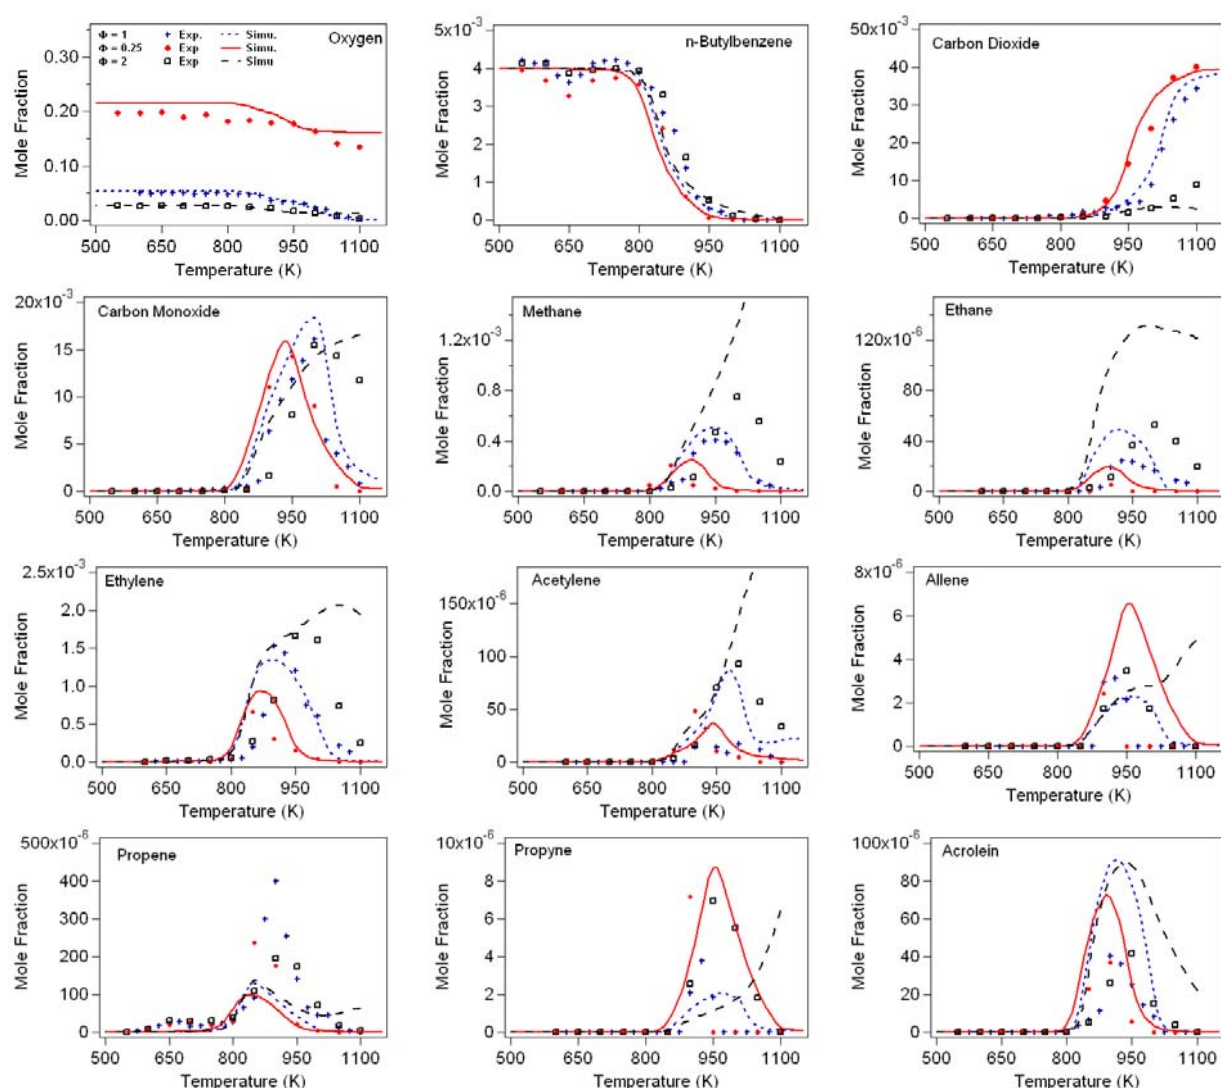 Φ = 1 + Exp. Simu.
Φ = 0.25 Exp Simu.
Φ = 2 Exp Simu
Oxygen
Mole Fraction
0.30
0.20
0.10
0.00
500 650 800 950 1100
Temperature (K)
n-Butylbenzene
Mole Fraction
5x10-3
4
3
2
1
0
500 650 800 950 1100
Temperature (K)
Carbon Dioxide
Mole Fraction
50x10-3
40
30
20
10
0
500 650 800 950 1100
Temperature (K)
Carbon Monoxide
Mole Fraction
20x10-3
15
10
5
0
500 650 800 950 1100
Temperature (K)
Methane
Mole Fraction
1.2x10-3
0.8
0.4
0.0
500 650 800 950 1100
Temperature (K)
Ethane
Mole Fraction
120x10-6
80
40
0
500 650 800 950 1100
Temperature (K)
Ethylene
Mole Fraction
2.5x10-3
2.0
1.5
1.0
0.5
0.0
500 650 800 950 1100
Temperature (K)
Acetylene
Mole Fraction
150x10-6
100
50
0
500 650 800 950 1100
Temperature (K)
Allene
Mole Fraction
8x10-6
6
4
2
0
500 650 800 950 1100
Temperature (K)
Propene
Mole Fraction
500x10-6
400
300
200
100
0
500 650 800 950 1100
Temperature (K)
Propyne
Mole Fraction
10x10-6
8
6
4
2
0
500 650 800 950 1100
Temperature (K)
Acrolein
Mole Fraction
100x10-6
80
60
40
20
0
500 650 800 950 1100
Temperature (K)